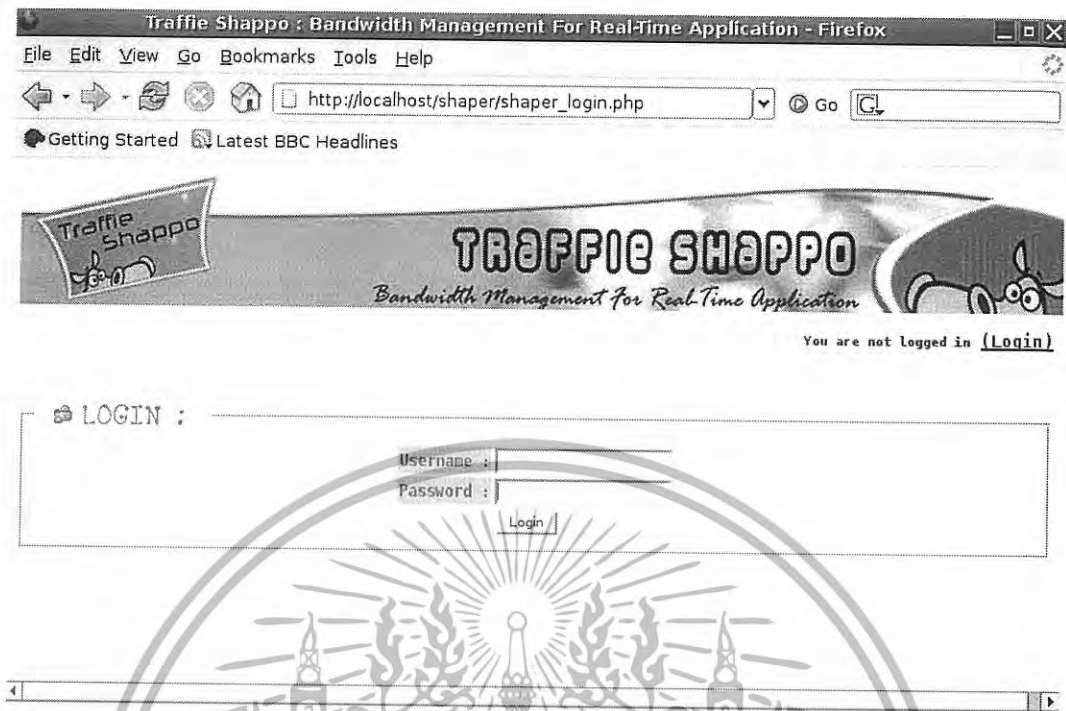 Traffie Shappo : Bandwidth Management For Real-Time Application - Firefox
File Edit View Go Bookmarks Tools Help
http://localhost/shaper/shaper_login.php Go G
Getting Started Latest BBC Headlines
Traffie Shappo
TRAFFIE SHAPPO
Bandwidth Management For Real-Time Application
You are not logged in (Login)
LOGIN :
Username :
Password :
Login